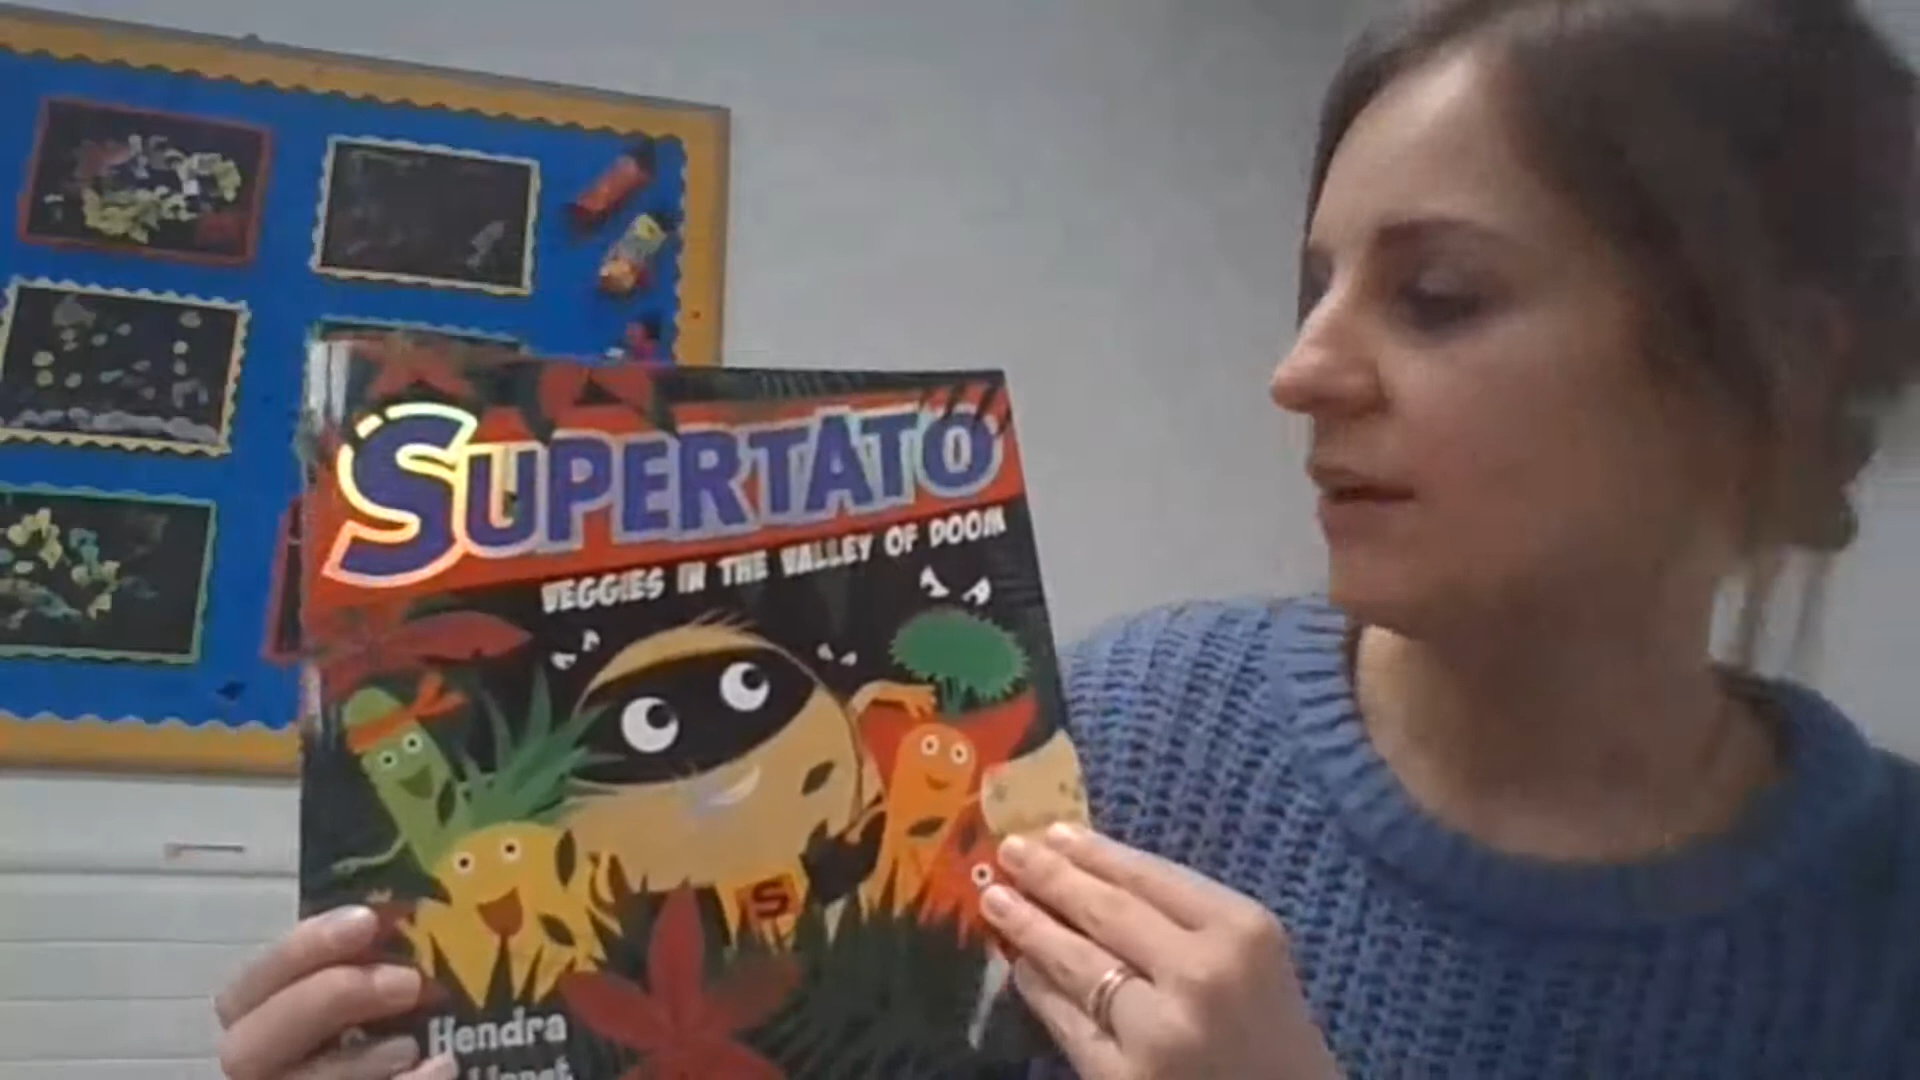 SUPERTATO
VEGGIES IN THE VALLEY OF DOOM
S
Hendra